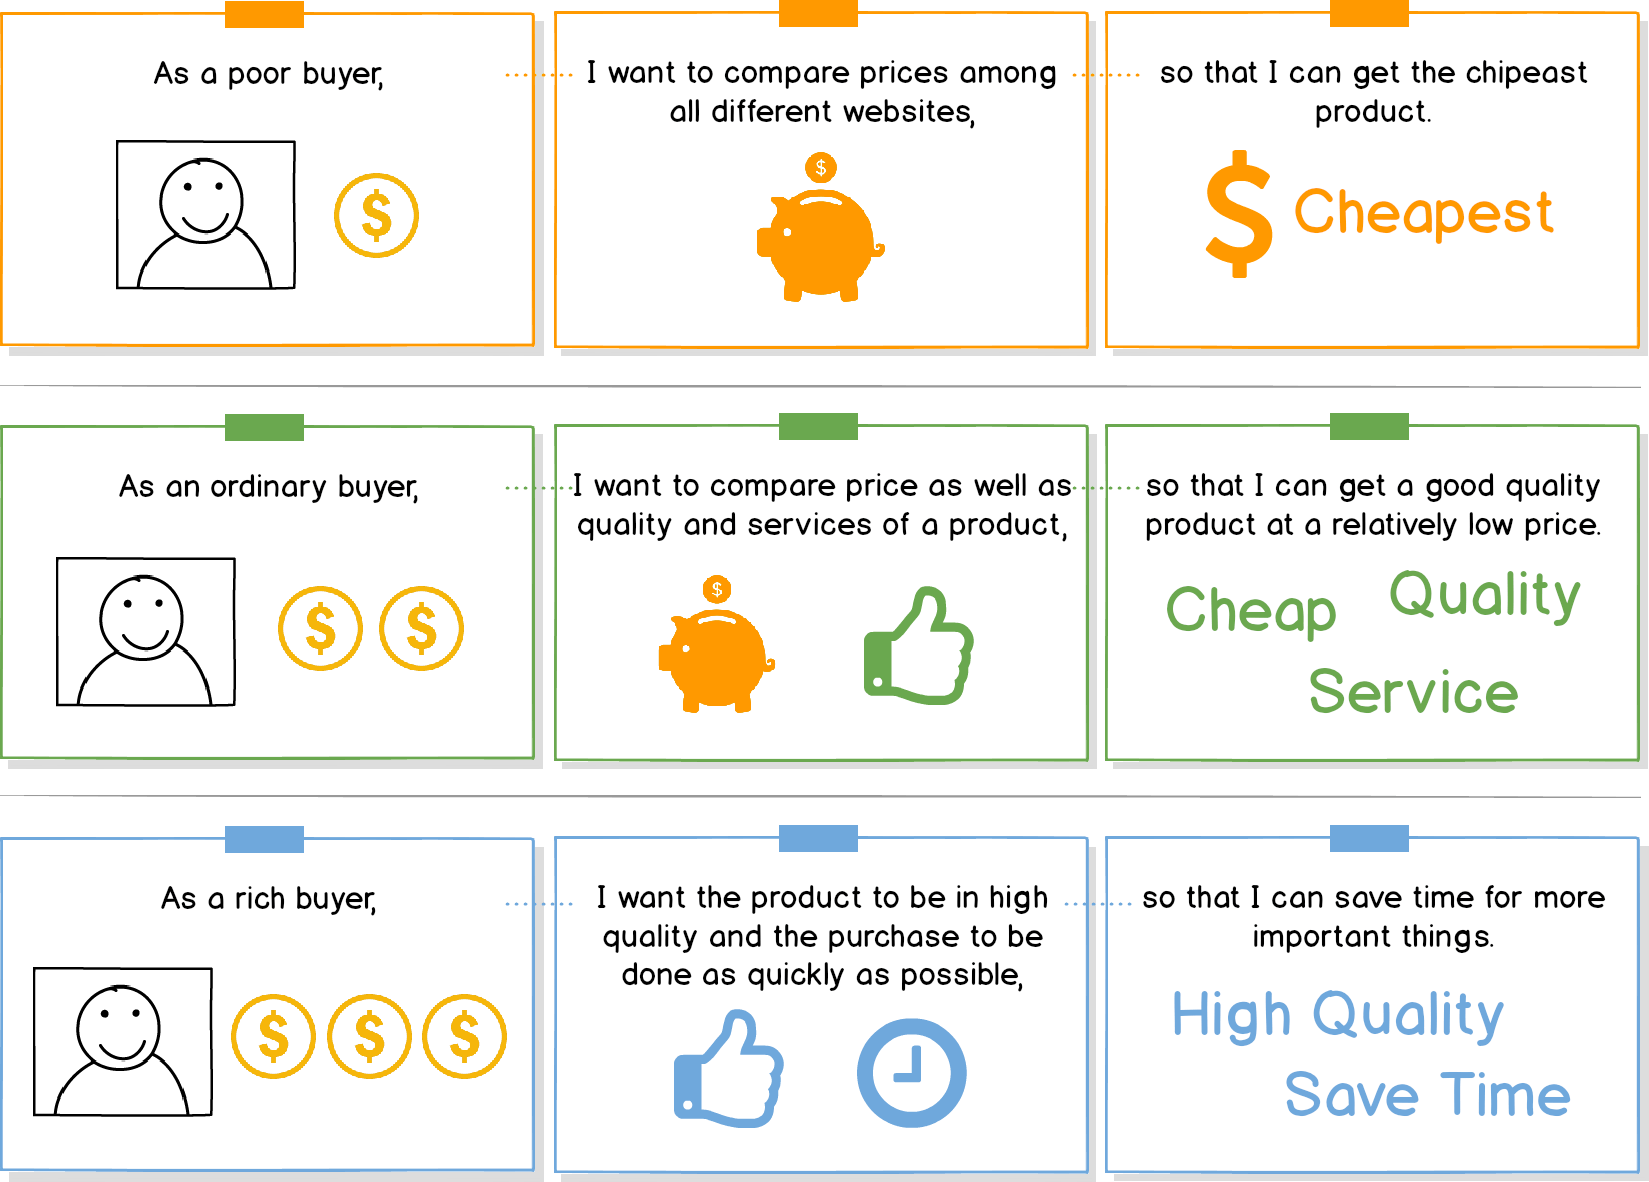 As a poor buyer,
I want to compare prices among
all different websites,
so that I can get the chipeast
product.
$
$
$ Cheapest
As an ordinary buyer,
I want to compare price as well as
quality and services of a product,
so that I can get a good quality
product at a relatively low price.
$ $
$
Cheap Quality
Service
As a rich buyer,
I want the product to be in high
quality and the purchase to be
done as quickly as possible,
so that I can save time for more
important things.
$ $ $
High Quality
Save Time